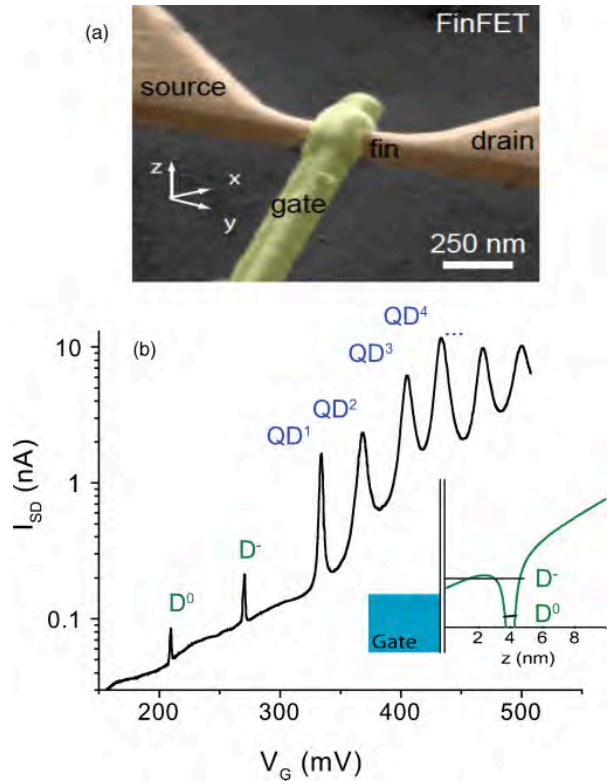 (a)
FinFET
source
drain
fin
z
x
y
gate
250 nm
(b)
QD4 ...
QD3
QD2
QD1
D-
D0
10
1
0.1
I_SD (nA)
200 300 400 500
V_G (mV)
D-
D0
Gate
2 4 6 8
z (nm)